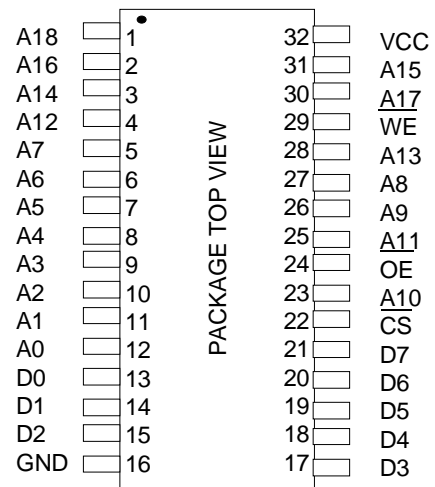 A18 1 32 VCC
A16 2 31 A15
A14 3 30 A17
A12 4 29 WE
A7 5 28 A13
A6 6 27 A8
A5 7 26 A9
A4 8 25 A11
A3 9 24 OE
A2 10 23 A10
A1 11 22 CS
A0 12 21 D7
D0 13 20 D6
D1 14 19 D5
D2 15 18 D4
GND 16 17 D3
PACKAGE TOP VIEW